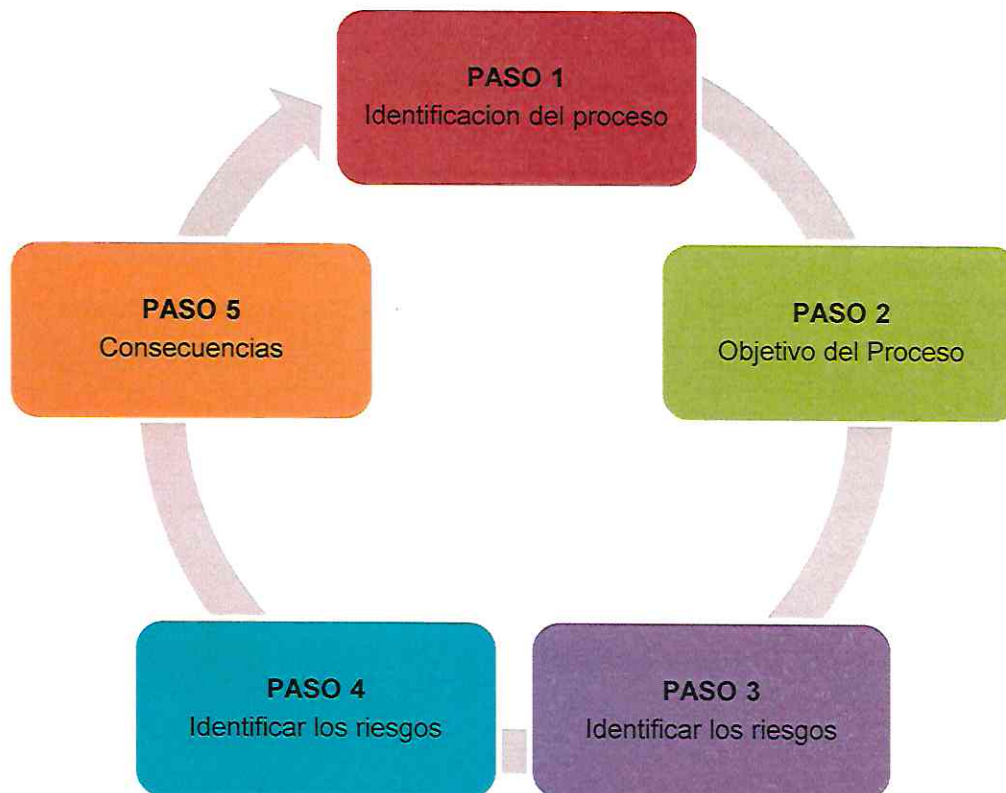 PASO 1
Identificacion del proceso
PASO 2
Objetivo del Proceso
PASO 3
Identificar los riesgos
PASO 4
Identificar los riesgos
PASO 5
Consecuencias